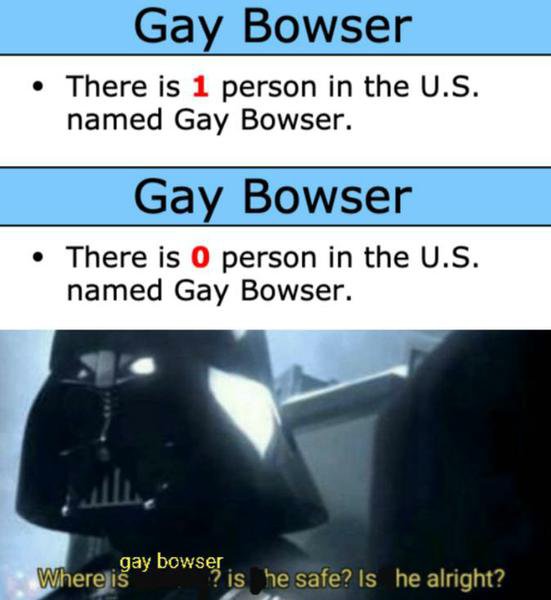 Gay Bowser
• There is 1 person in the U.S.
named Gay Bowser.
Gay Bowser
• There is 0 person in the U.S.
named Gay Bowser.
gay bowser
Where is ? is he safe? Is he alright?